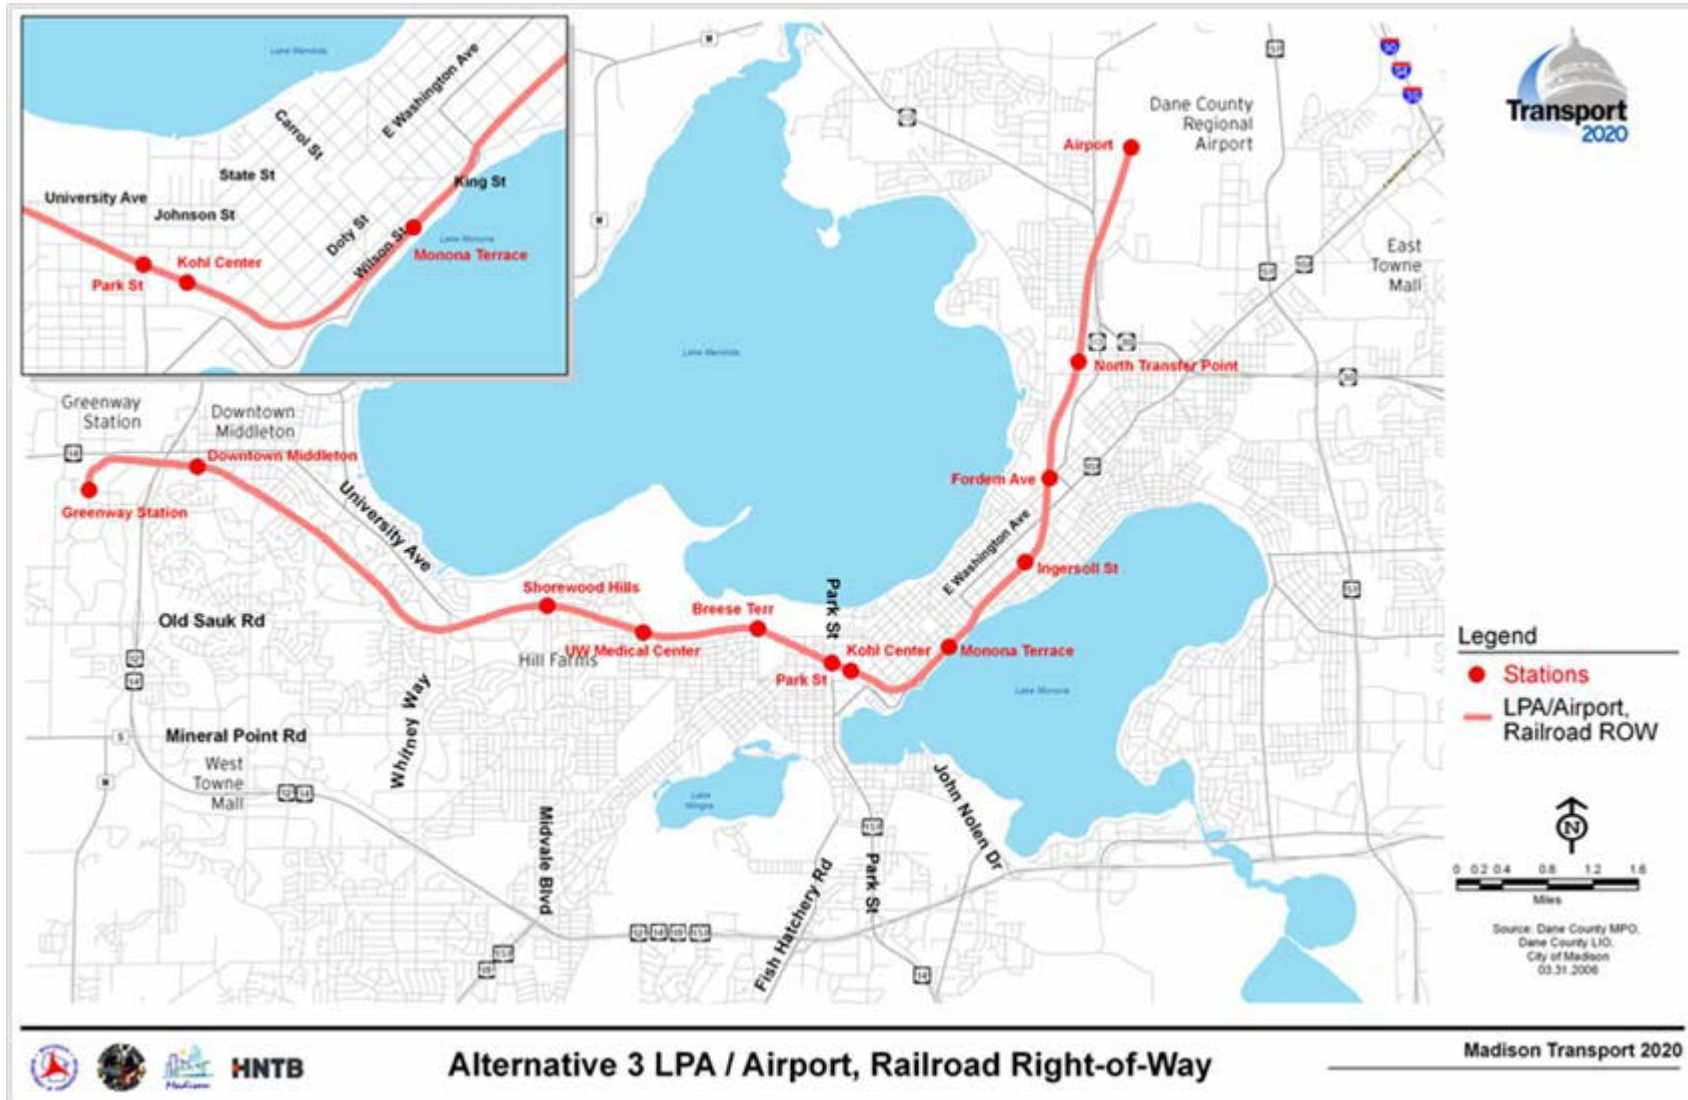 Lake Mendota
E Washington Ave
Carrol St
State St
King St
University Ave
Johnson St
Doty St
Wilson St
Lake Monona
Monona Terrace
Kohl Center
Park St
Transport
2020
Dane County
Regional
Airport
Airport
East
Towne
Mall
Lake Mendota
North Transfer Point
Greenway
Station
Downtown
Middleton
Downtown Middleton
Greenway Station
University Ave
Fordem Ave
E Washington Ave
Ingersoll St
Shorewood Hills
Breese Terr
Park St
Old Sauk Rd
UW Medical Center
Hill Farms
Kohl Center
Monona Terrace
Park St
Lake Monona
Whitney Way
Mineral Point Rd
West
Towne
Mall
Lake
Wingra
John Nolen Dr
Midvale Blvd
Fish Hatchery Rd
Park St
Legend
Stations
LPA/Airport,
Railroad ROW
N
0 0.2 0.4 0.8 1.2 1.6
Miles
Source: Dane County MPO,
Dane County LIO,
City of Madison
03.31.2006
Madison
HNTB
Alternative 3 LPA / Airport, Railroad Right-of-Way
Madison Transport 2020